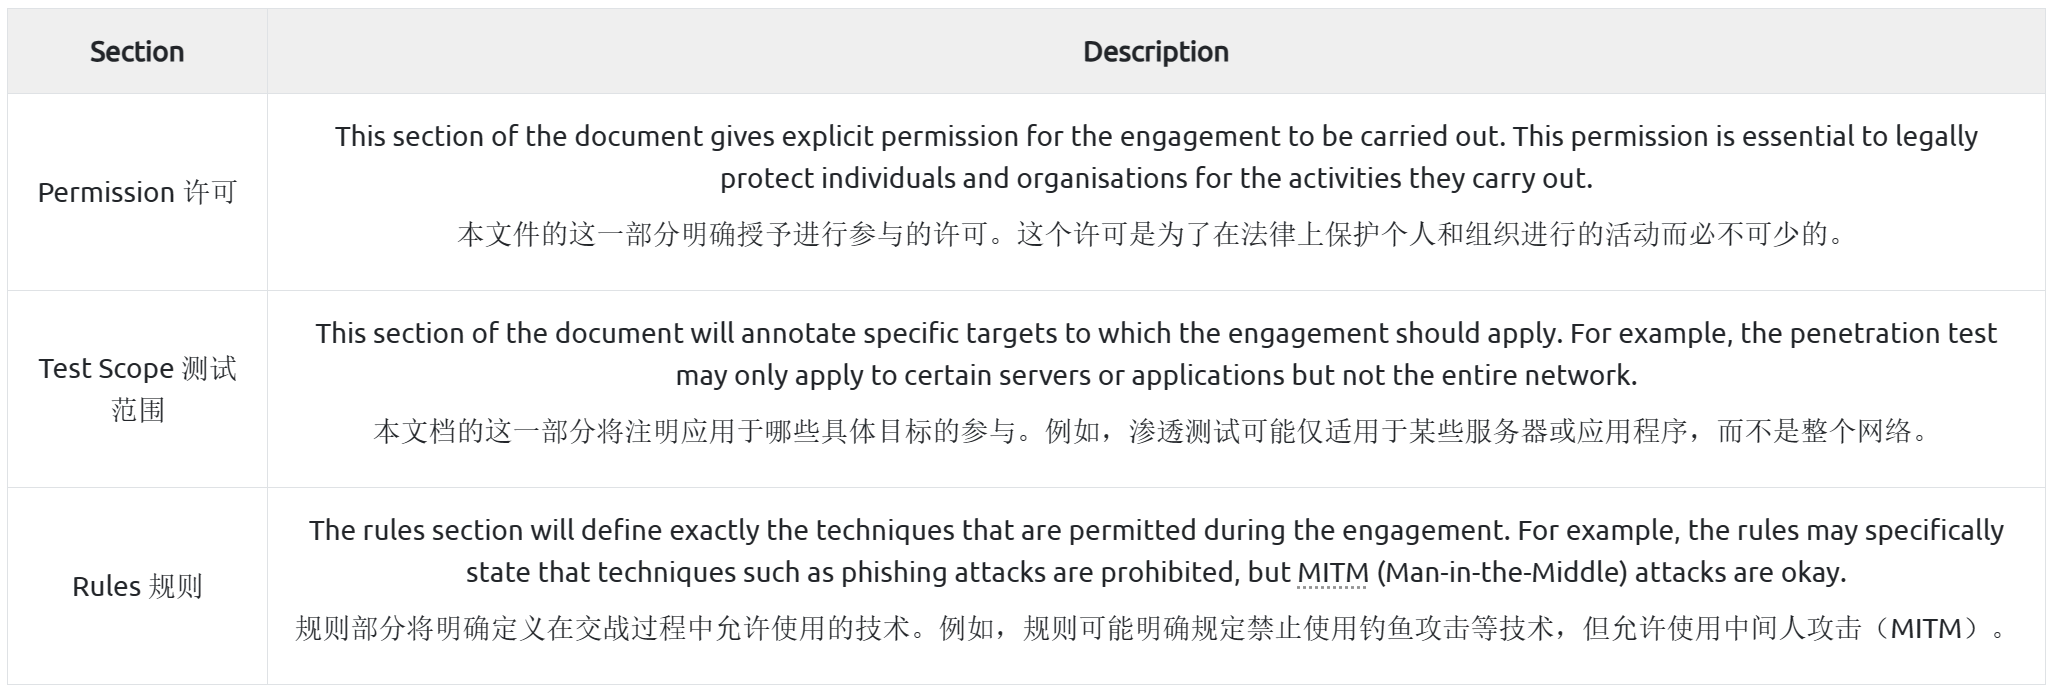 Section
Description
Permission 许可
This section of the document gives explicit permission for the engagement to be carried out. This permission is essential to legally
protect individuals and organisations for the activities they carry out.
本文件的这一部分明确授予进行参与的许可。这个许可是为了在法律上保护个人和组织进行的活动而必不可少的。
Test Scope 测试
范围
This section of the document will annotate specific targets to which the engagement should apply. For example, the penetration test
may only apply to certain servers or applications but not the entire network.
本文档的这一部分将注明应用于哪些具体目标的参与。例如，渗透测试可能仅适用于某些服务器或应用程序，而不是整个网络。
Rules 规则
The rules section will define exactly the techniques that are permitted during the engagement. For example, the rules may specifically
state that techniques such as phishing attacks are prohibited, but MITM (Man-in-the-Middle) attacks are okay.
规则部分将明确定义在交战过程中允许使用的技术。例如，规则可能明确规定禁止使用钓鱼攻击等技术，但允许使用中间人攻击（MITM）。